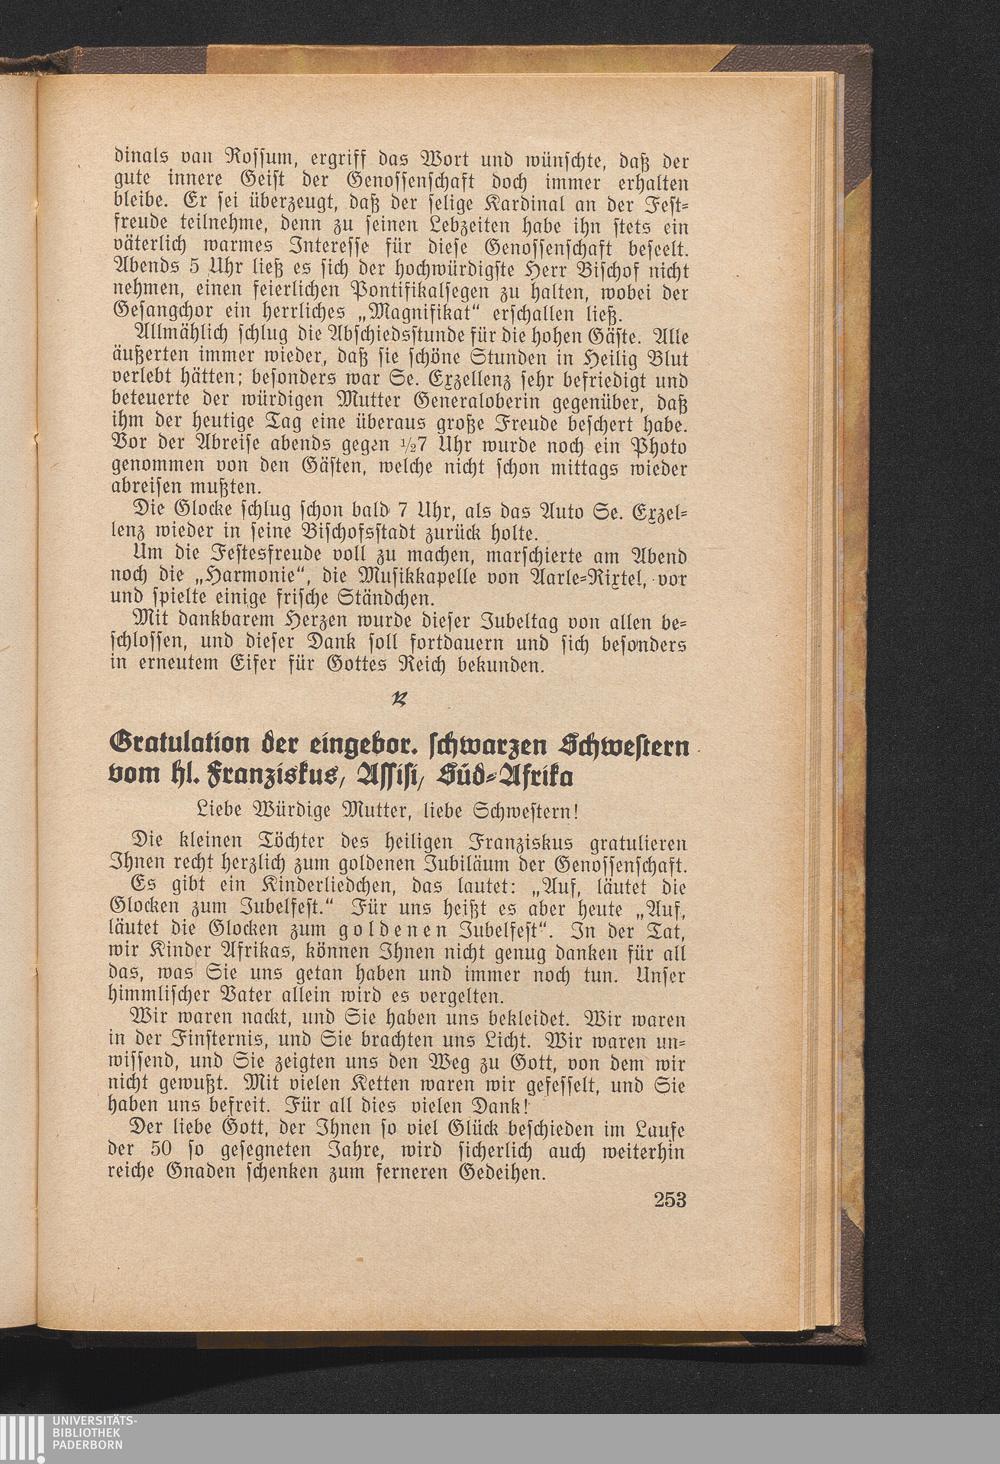 dinals van Rossum, ergriff das Wort und wünschte, daß der
gute innere Geist der Genossenschaft doch immer erhalten
bleibe. Er sei überzeugt, daß der selige Kardinal an der Fest-
freude teilnehme, denn zu seinen Lebzeiten habe ihn stets ein
väterlich warmes Interesse für diese Genossenschaft beseelt.
Abends 5 Uhr ließ es sich der hochwürdigste Herr Bischof nicht
nehmen, einen feierlichen Pontifikalsegen zu halten, wobei der
Gesangchor ein herrliches „Magnifikat“ erschallen ließ.
Allmählich schlug die Abschiedsstunde für die hohen Gäste. Alle
äußerten immer wieder, daß sie schöne Stunden in Heilig Blut
verlebt hätten; besonders war Se. Exzellenz sehr befriedigt und
beteuerte der würdigen Mutter Generaloberin gegenüber, daß
ihm der heutige Tag eine überaus große Freude beschert habe.
Vor der Abreise abends gegen ½7 Uhr wurde noch ein Photo
genommen von den Gästen, welche nicht schon mittags wieder
abreisen mußten.
Die Glocke schlug schon bald 7 Uhr, als das Auto Se. Exzel-
lenz wieder in seine Bischofsstadt zurück holte.
Um die Festesfreude voll zu machen, marschierte am Abend
noch die „Harmonie“, die Musikkapelle von Aarle-Rixtel, vor
und spielte einige frische Ständchen.
Mit dankbarem Herzen wurde dieser Jubeltag von allen be-
schlossen, und dieser Dank soll fortdauern und sich besonders
in erneutem Eifer für Gottes Reich bekunden.
Gratulation der eingebor. schwarzen Schwestern
vom hl. Franziskus, Assisi, Süd-Afrika
Liebe Würdige Mutter, liebe Schwestern!
Die kleinen Töchter des heiligen Franziskus gratulieren
Ihnen recht herzlich zum goldenen Jubiläum der Genossenschaft.
Es gibt ein Kinderliedchen, das lautet: „Auf, läutet die
Glocken zum Jubelfest.“ Für uns heißt es aber heute „Auf,
läutet die Glocken zum goldenen Jubelfest“. In der Tat,
wir Kinder Afrikas, können Ihnen nicht genug danken für all
das, was Sie uns getan haben und immer noch tun. Unser
himmlischer Vater allein wird es vergelten.
Wir waren nackt, und Sie haben uns bekleidet. Wir waren
in der Finsternis, und Sie brachten uns Licht. Wir waren un-
wissend, und Sie zeigten uns den Weg zu Gott, von dem wir
nicht gewußt. Mit vielen Ketten waren wir gefesselt, und Sie
haben uns befreit. Für all dies vielen Dank!
Der liebe Gott, der Ihnen so viel Glück beschieden im Laufe
der 50 so gesegneten Jahre, wird sicherlich auch weiterhin
reiche Gnaden schenken zum ferneren Gedeihen.
253
UNIVERSITÄTS-
BIBLIOTHEK
PADERBORN